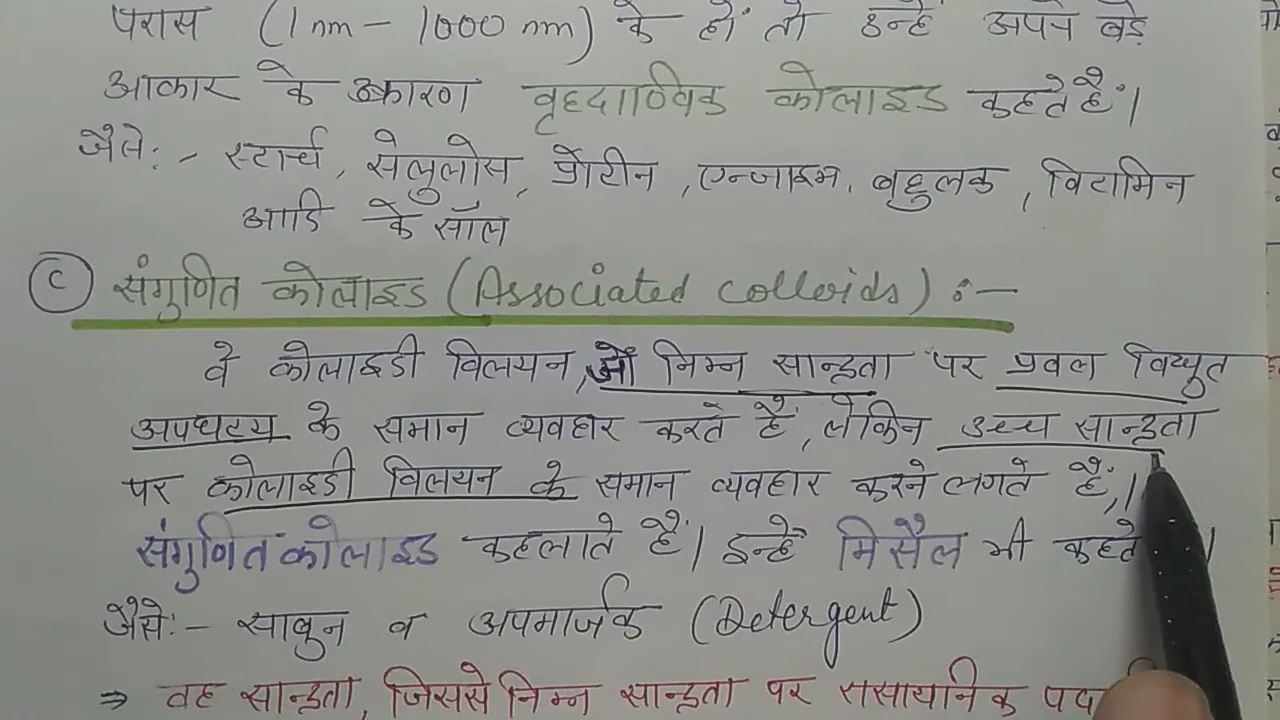 परास (1 nm – 1000 nm) के हों तो उन्हें अपने बड़े
आकार के कारण वृहदाण्विक कोलाइड कहते हैं।
जैसे:- स्टार्च, सेलुलोस, प्रोटीन, एन्जाइम, बहुलक, विटामिन
आदि के सॉल
(C) संगुणित कोलाइड (Associated colloids) :–
वे कोलाइडी विलयन, जो निम्न सान्द्रता पर प्रबल विद्युत
अपघट्य के समान व्यवहार करते हैं, लेकिन उच्च सान्द्रता
पर कोलाइडी विलयन के समान व्यवहार करने लगते हैं,।
संगुणित कोलाइड कहलाते हैं। इन्हें मिसेल भी कहते ।
जैसे:- साबुन व अपमार्जक (Detergent)
⇒ वह सान्द्रता, जिससे निम्न सान्द्रता पर रासायनिक